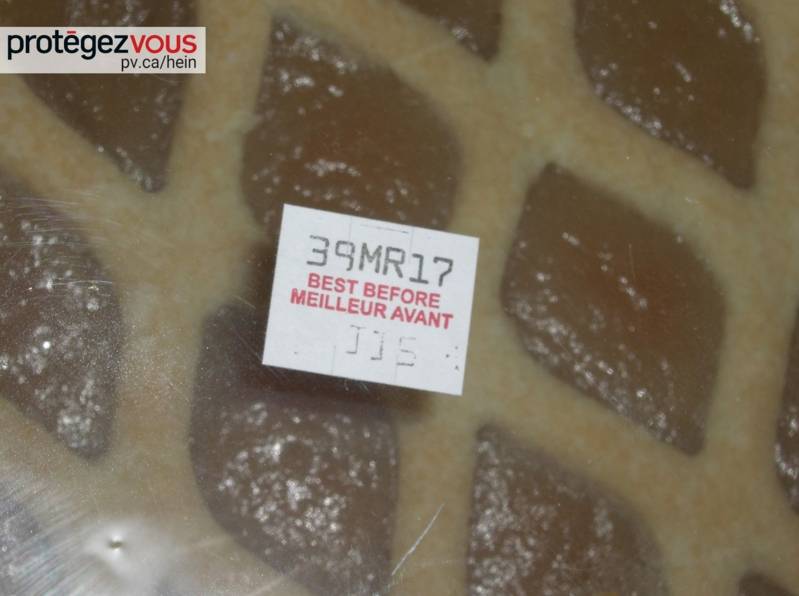 protégezvous
pv.ca/hein
39MR17
BEST BEFORE
MEILLEUR AVANT